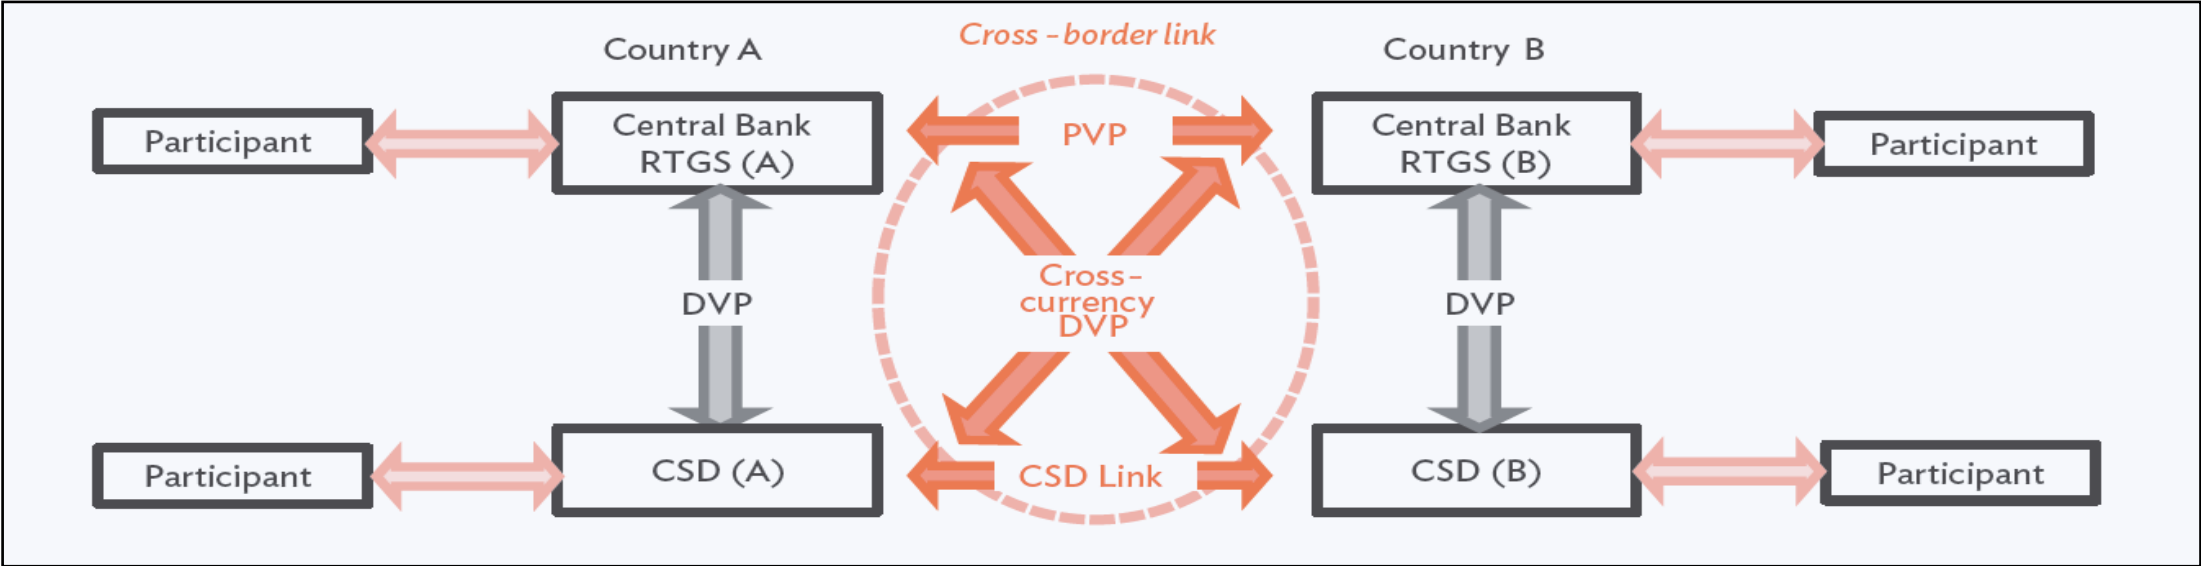 Cross – border link
Country A
Country B
Participant
Central Bank
RTGS (A)
PVP
Central Bank
RTGS (B)
Participant
DVP
Cross-
currency
DVP
DVP
Participant
CSD (A)
CSD Link
CSD (B)
Participant